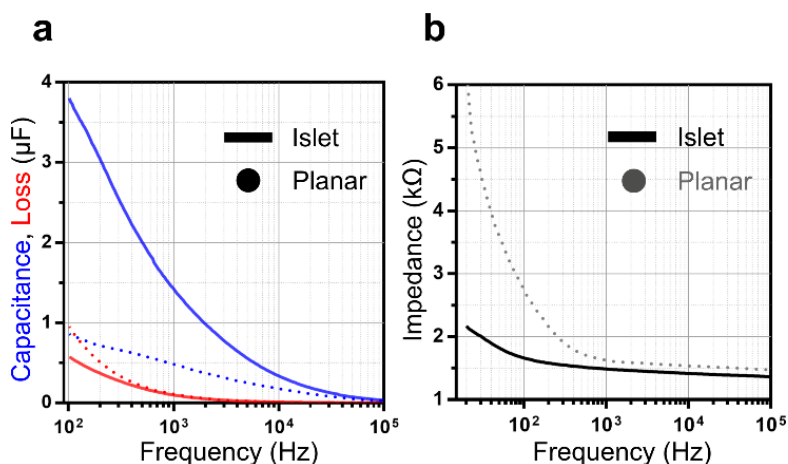 a
Capacitance, Loss (µF)
4
3
2
1
0
Islet
Planar
10²
10³
10⁴
10⁵
Frequency (Hz)
b
Impedance (kΩ)
6
5
4
3
2
1
Islet
Planar
10²
10³
10⁴
10⁵
Frequency (Hz)